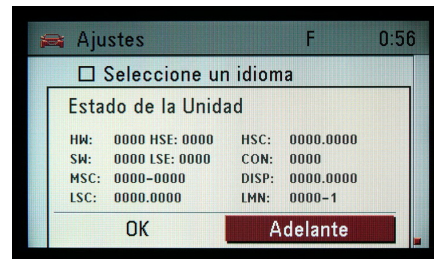 Ajustes F 0:56
Seleccione un idioma
Estado de la Unidad
HW: 0000 HSE: 0000 HSC: 0000.0000
SW: 0000 LSE: 0000 CON: 0000
MSC: 0000-0000 DISP: 0000.0000
LSC: 0000.0000 LMN: 0000-1
OK Adelante